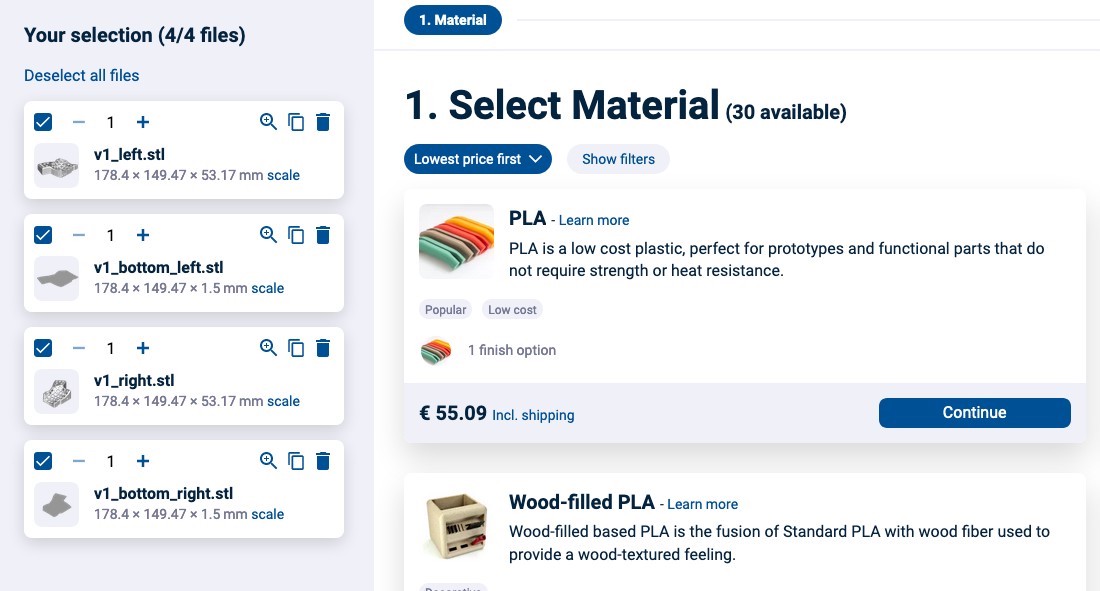 Your selection (4/4 files)
Deselect all files
1
v1_left.stl
178.4 × 149.47 × 53.17 mm scale
1
v1_bottom_left.stl
178.4 × 149.47 × 1.5 mm scale
1
v1_right.stl
178.4 × 149.47 × 53.17 mm scale
1
v1_bottom_right.stl
178.4 × 149.47 × 1.5 mm scale
1. Material
1. Select Material (30 available)
Lowest price first
Show filters
PLA - Learn more
PLA is a low cost plastic, perfect for prototypes and functional parts that do
not require strength or heat resistance.
Popular
Low cost
1 finish option
€ 55.09 Incl. shipping
Continue
Wood-filled PLA - Learn more
Wood-filled based PLA is the fusion of Standard PLA with wood fiber used to
provide a wood-textured feeling.